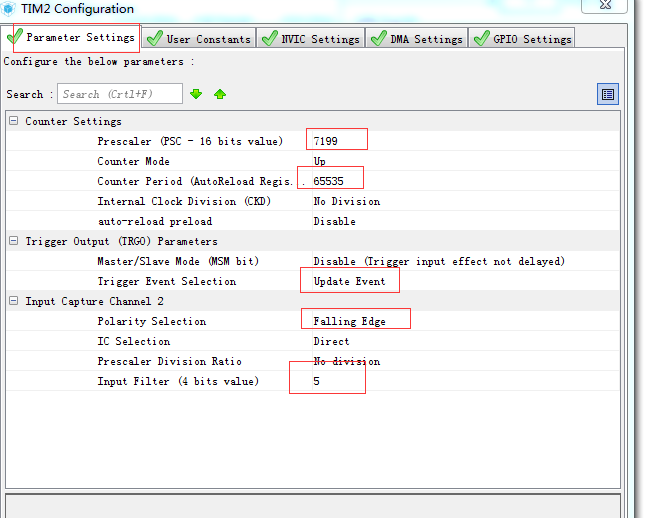 TIM2 Configuration
Parameter Settings User Constants NVIC Settings DMA Settings GPIO Settings
Configure the below parameters :
Search : Search (Crtl+F)
Counter Settings
Prescaler (PSC - 16 bits value) 7199
Counter Mode Up
Counter Period (AutoReload Regis... 65535
Internal Clock Division (CKD) No Division
auto-reload preload Disable
Trigger Output (TRGO) Parameters
Master/Slave Mode (MSM bit) Disable (Trigger input effect not delayed)
Trigger Event Selection Update Event
Input Capture Channel 2
Polarity Selection Falling Edge
IC Selection Direct
Prescaler Division Ratio No division
Input Filter (4 bits value) 5